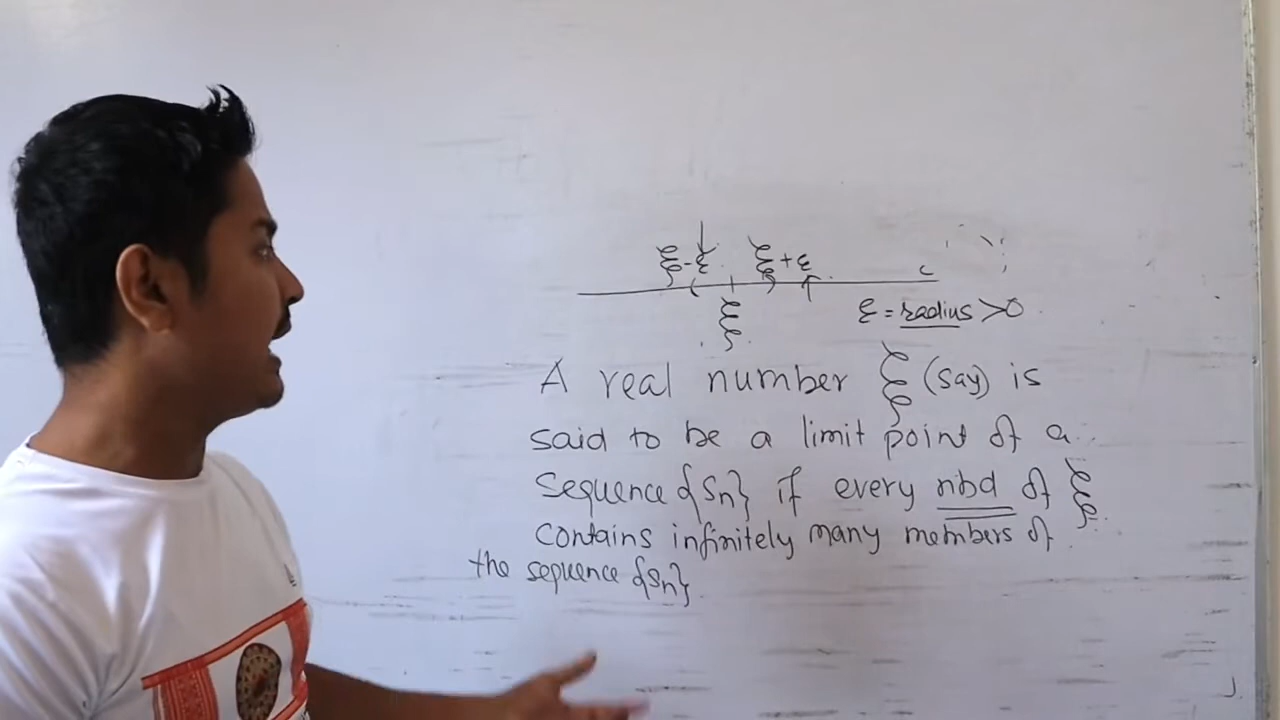 ξ-ε ξ+ε
ξ
ε = radius >0
A real number ξ (say) is
said to be a limit point of a
sequence {Sn} if every nbd of ξ
contains infinitely many members of
the sequence {Sn}